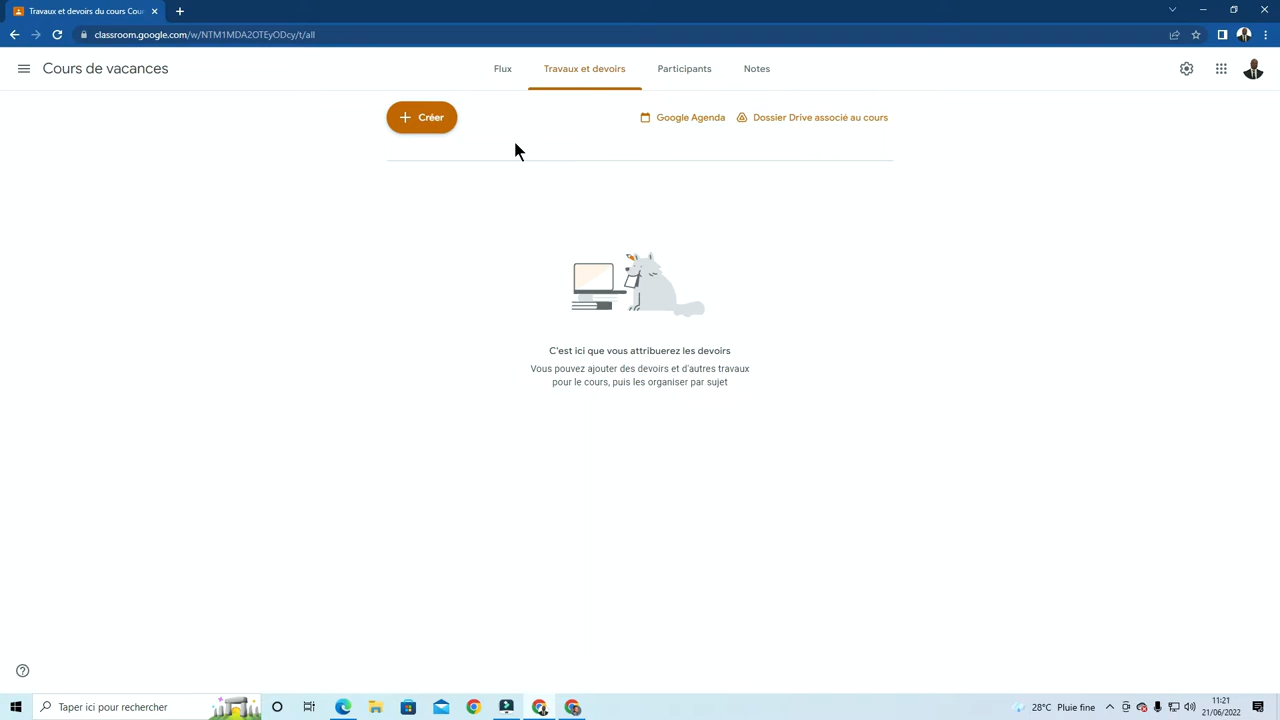 Travaux et devoirs du cours Cour
classroom.google.com/w/NTM1MDA2OTEyODcy/t/all
Cours de vacances
Flux
Travaux et devoirs
Participants
Notes
Créer
Google Agenda
Dossier Drive associé au cours
C'est ici que vous attribuerez les devoirs
Vous pouvez ajouter des devoirs et d'autres travaux
pour le cours, puis les organiser par sujet
Taper ici pour rechercher
28°C Pluie fine
11:21
21/06/2022